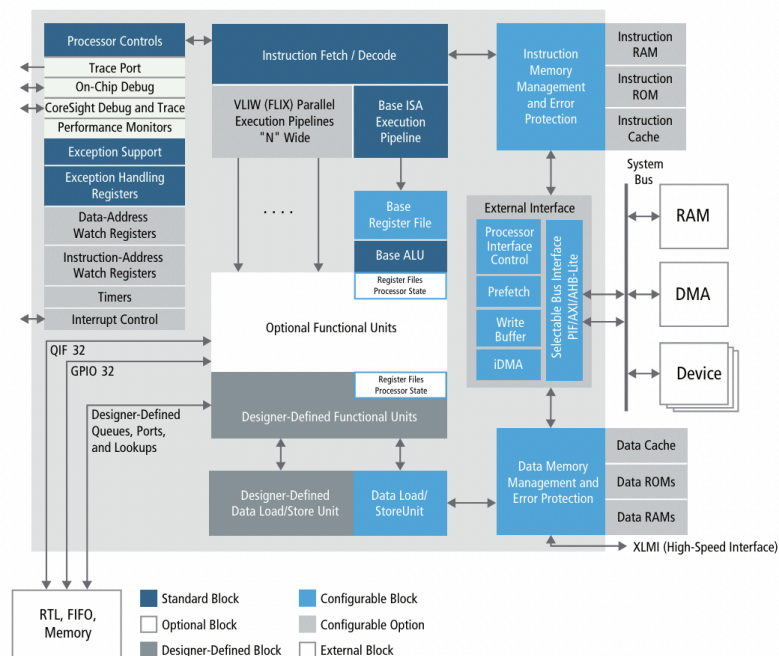 Processor Controls
Trace Port
On-Chip Debug
CoreSight Debug and Trace
Performance Monitors
Exception Support
Exception Handling
Registers
Data-Address
Watch Registers
Instruction-Address
Watch Registers
Timers
Interrupt Control
QIF 32
GPIO 32
Designer-Defined
Queues, Ports,
and Lookups
RTL, FIFO,
Memory
Instruction Fetch / Decode
VLIW (FLIX) Parallel
Execution Pipelines
"N" Wide
Base ISA
Execution
Pipeline
. . . .
Base
Register File
Base ALU
Register Files
Processor State
Optional Functional Units
Register Files
Processor State
Designer-Defined Functional Units
Designer-Defined
Data Load/Store Unit
Data Load/
StoreUnit
Instruction
Memory
Management
and Error
Protection
Instruction
RAM
Instruction
ROM
Instruction
Cache
External Interface
Processor
Interface
Control
Prefetch
Write
Buffer
iDMA
Selectable Bus Interface
PIF/AXI/AHB-Lite
System
Bus
RAM
DMA
Device
Data Memory
Management and
Error Protection
Data Cache
Data ROMs
Data RAMs
XLMI (High-Speed Interface)
Standard Block
Configurable Block
Optional Block
Configurable Option
Designer-Defined Block
External Block